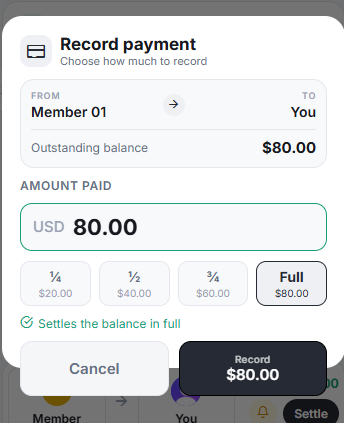 Record payment
Choose how much to record
FROM
TO
Member 01
You
Outstanding balance
$80.00
AMOUNT PAID
USD 80.00
¼
½
¾
Full
$20.00
$40.00
$60.00
$80.00
Settles the balance in full
Cancel
Record
$80.00
Member
You
Settle